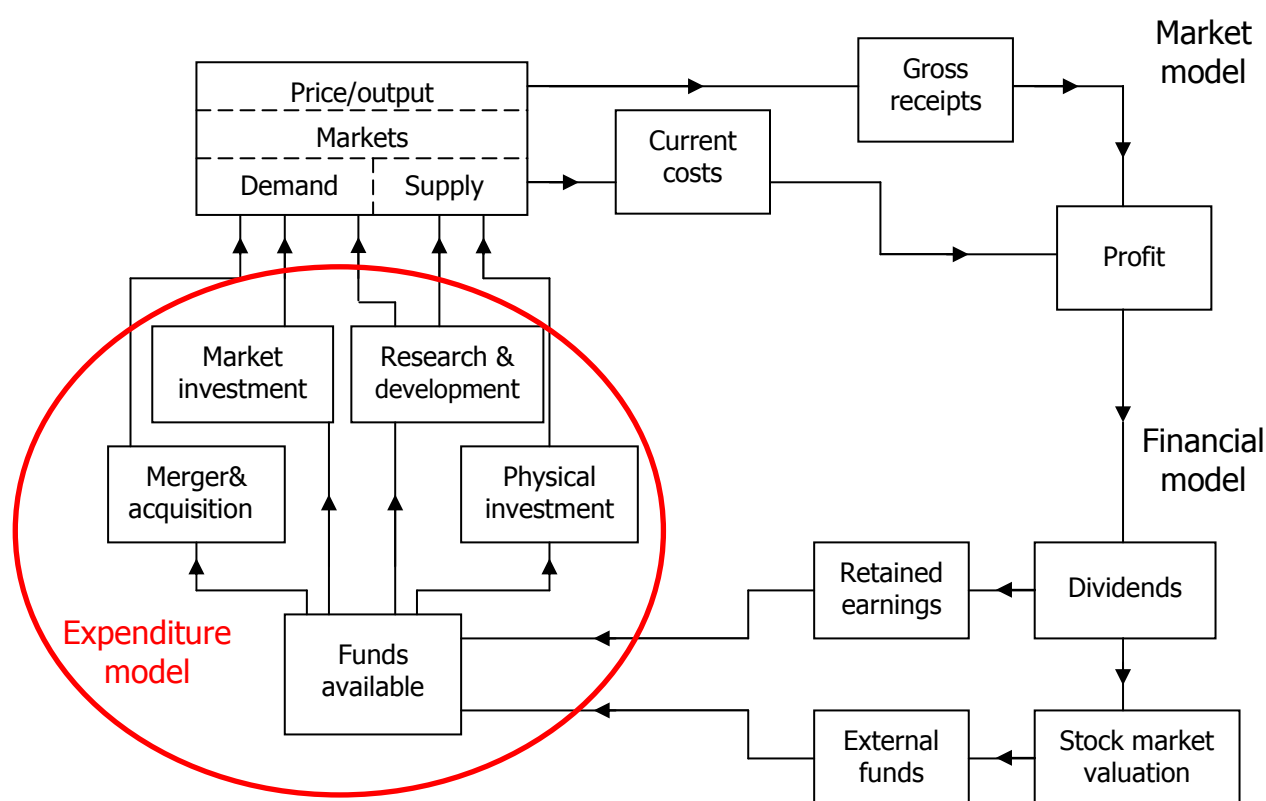 Market
model
Gross
receipts
Price/output
Markets
Demand
Supply
Current
costs
Profit
Market
investment
Research &
development
Merger&
acquisition
Physical
investment
Financial
model
Expenditure
model
Funds
available
Retained
earnings
Dividends
External
funds
Stock market
valuation